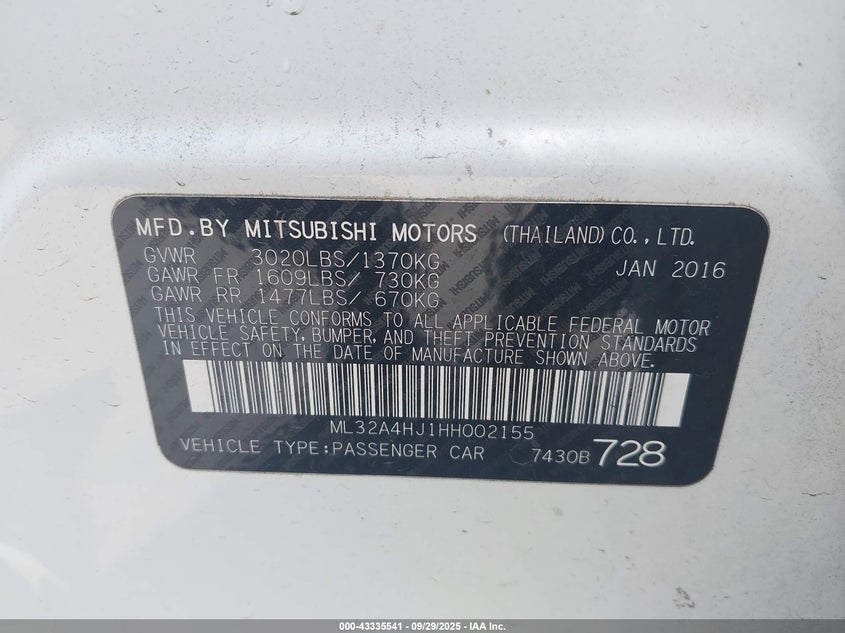 MFD.BY MITSUBISHI MOTORS (THAILAND) CO.,LTD.
GVWR 3020LBS/1370KG JAN 2016
GAWR FR 1609LBS/ 730KG
GAWR RR 1477LBS/ 670KG
THIS VEHICLE CONFORMS TO ALL APPLICABLE FEDERAL MOTOR
VEHICLE SAFETY, BUMPER, AND THEFT PREVENTION STANDARDS
IN EFFECT ON THE DATE OF MANUFACTURE SHOWN ABOVE.
ML32A4HJ1HH002155
VEHICLE TYPE:PASSENGER CAR 7430B 728
000-43335541 - 09/29/2025 - IAA Inc.